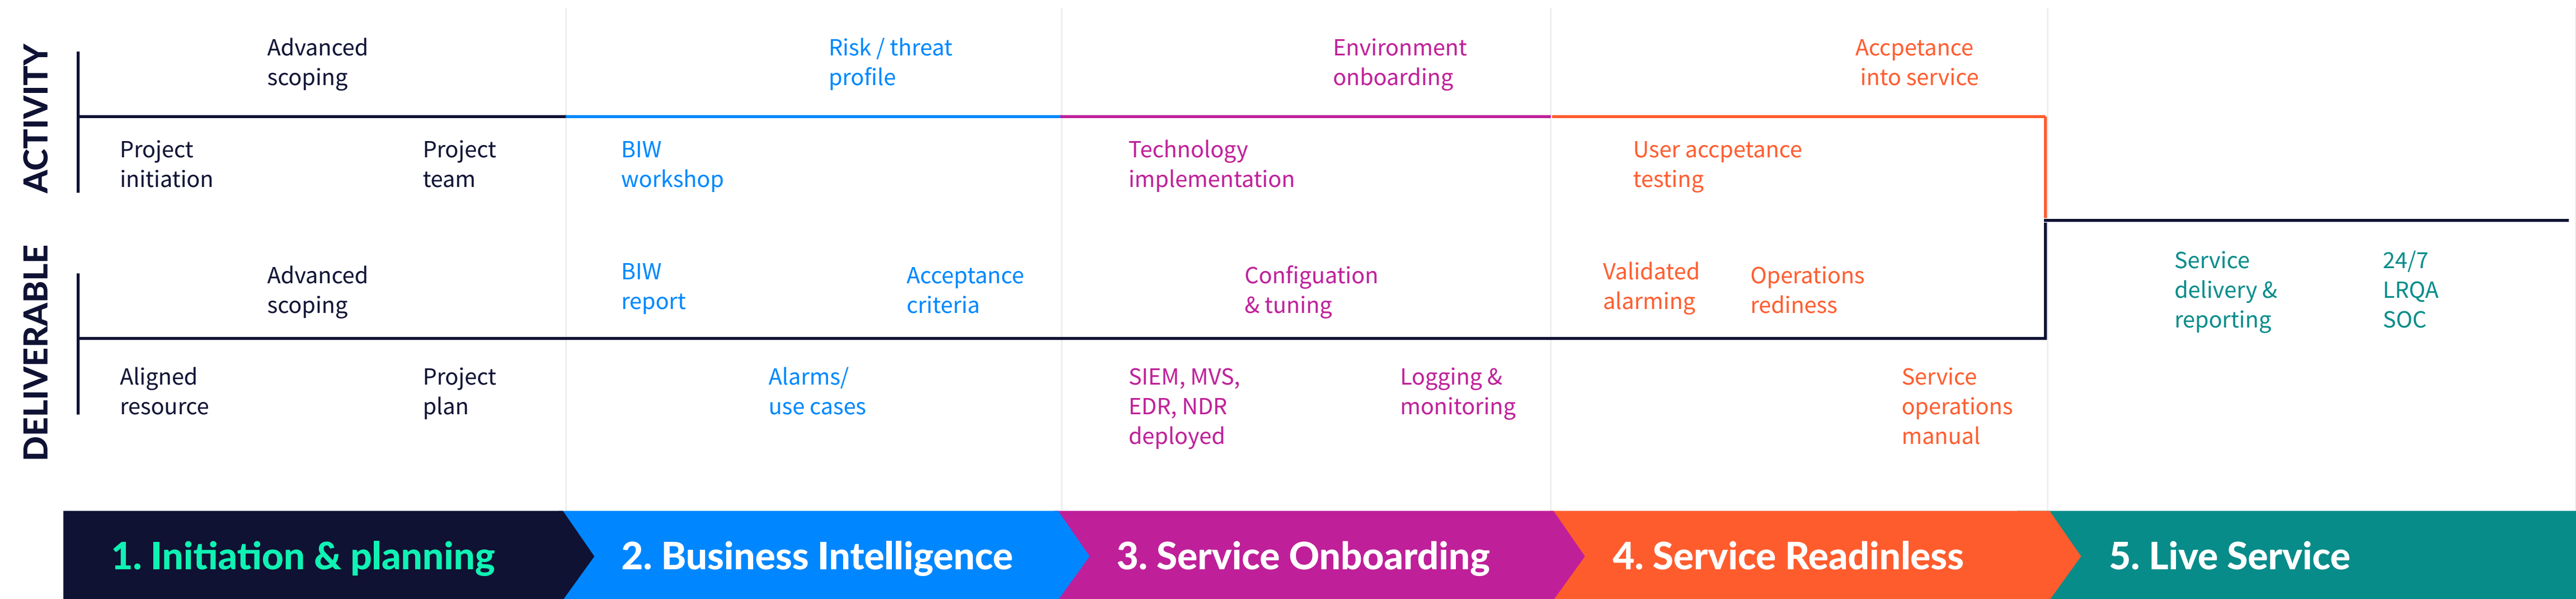 ACTIVITY
Advanced
scoping
Risk / threat
profile
Environment
onboarding
Accpetance
into service
Project
initiation
Project
team
BIW
workshop
Technology
implementation
User accpetance
testing
DELIVERABLE
Advanced
scoping
BIW
report
Acceptance
criteria
Configuation
& tuning
Validated
alarming
Operations
rediness
Service
delivery &
reporting
24/7
LRQA
SOC
Aligned
resource
Project
plan
Alarms/
use cases
SIEM, MVS,
EDR, NDR
deployed
Logging &
monitoring
Service
operations
manual
1. Initiation & planning
2. Business Intelligence
3. Service Onboarding
4. Service Readinless
5. Live Service